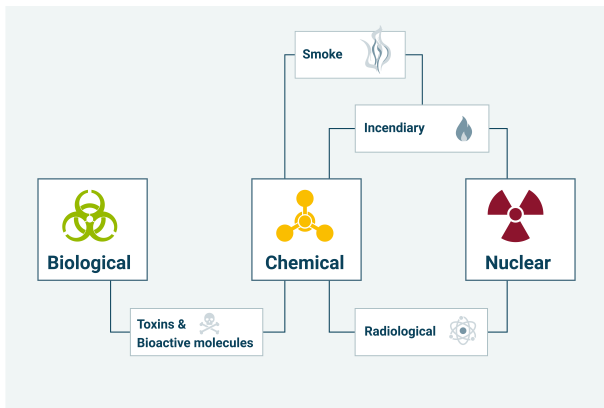 Smoke
Incendiary
Biological
Chemical
Nuclear
Toxins &
Bioactive molecules
Radiological